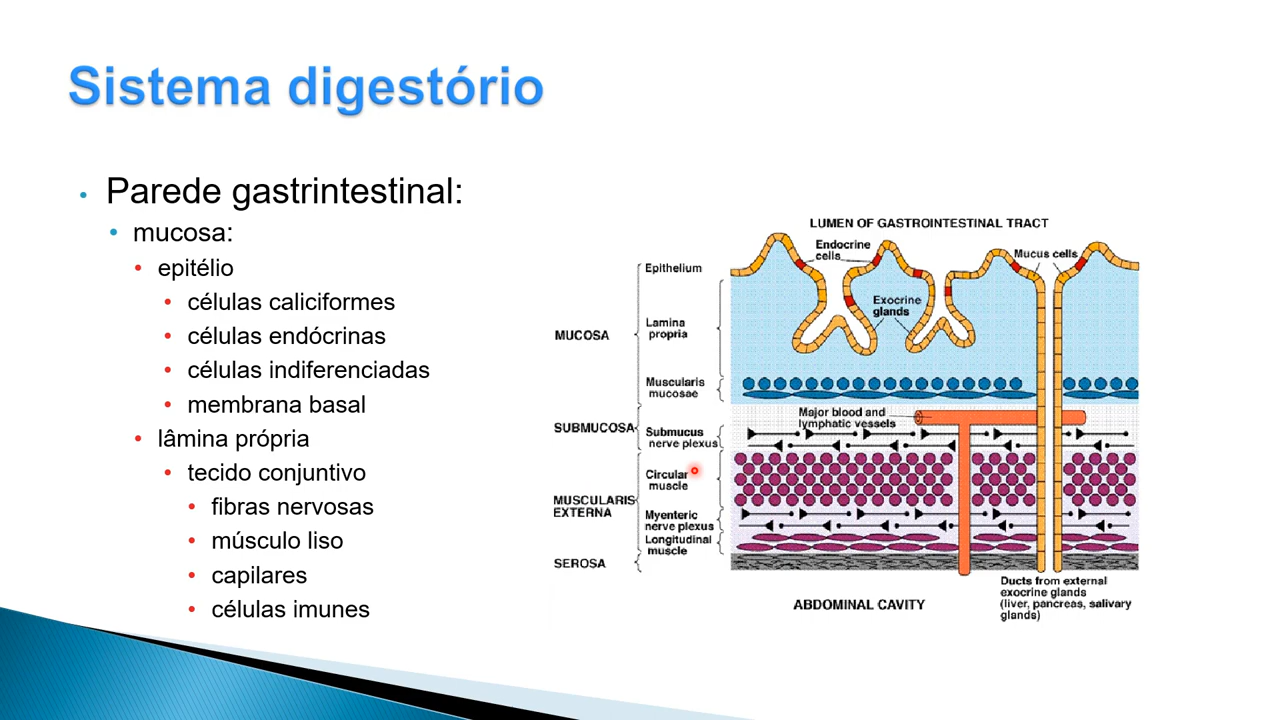 Sistema digestório
• Parede gastrintestinal:
• mucosa:
• epitélio
• células caliciformes
• células endócrinas
• células indiferenciadas
• membrana basal
• lâmina própria
• tecido conjuntivo
• fibras nervosas
• músculo liso
• capilares
• células imunes
LUMEN OF GASTROINTESTINAL TRACT
Endocrine
cells
Mucus cells
Epithelium
Exocrine
glands
Lamina
propria
MUCOSA
Muscularis
mucosae
Major blood and
lymphatic vessels
SUBMUCOSA
Submucus
nerve plexus
Circular
muscle
MUSCULARIS
EXTERNA
Myenteric
nerve plexus
Longitudinal
muscle
SEROSA
Ducts from external
exocrine glands
(liver, pancreas, salivary
glands)
ABDOMINAL CAVITY